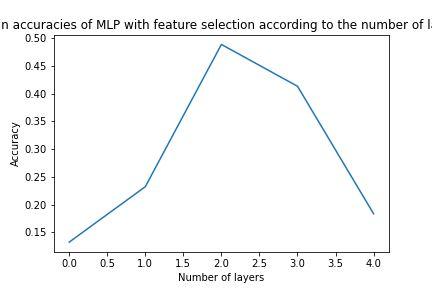 n accuracies of MLP with feature selection according to the number of la
0.50
0.45
0.40
0.35
0.30
0.25
0.20
0.15
Accuracy
0.0 0.5 1.0 1.5 2.0 2.5 3.0 3.5 4.0
Number of layers